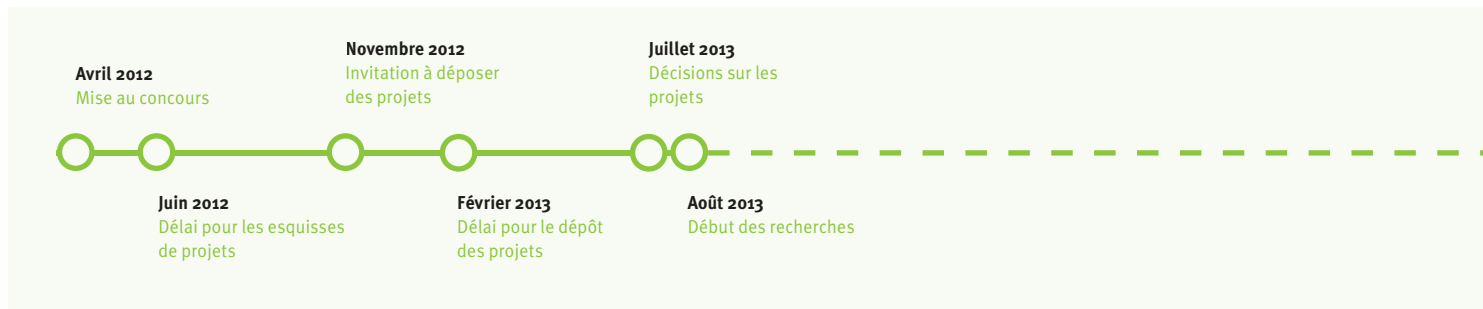 Avril 2012
Mise au concours
Juin 2012
Délai pour les esquisses
de projets
Novembre 2012
Invitation à déposer
des projets
Février 2013
Délai pour le dépôt
des projets
Juillet 2013
Décisions sur les
projets
Août 2013
Début des recherches